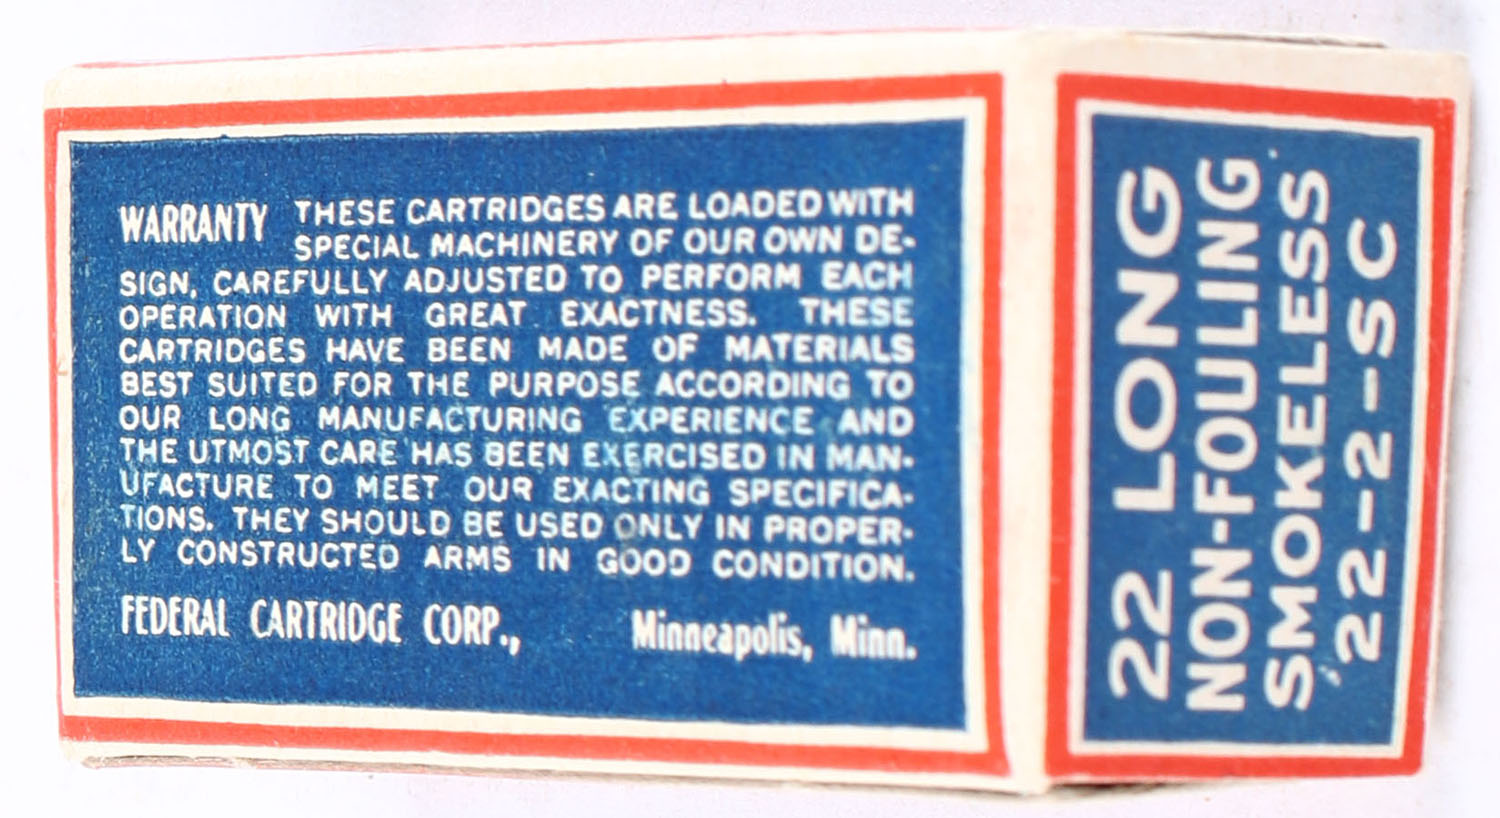 WARRANTY THESE CARTRIDGES ARE LOADED WITH
SPECIAL MACHINERY OF OUR OWN DE-
SIGN, CAREFULLY ADJUSTED TO PERFORM EACH
OPERATION WITH GREAT EXACTNESS. THESE
CARTRIDGES HAVE BEEN MADE OF MATERIALS
BEST SUITED FOR THE PURPOSE ACCORDING TO
OUR LONG MANUFACTURING EXPERIENCE AND
THE UTMOST CARE HAS BEEN EXERCISED IN MAN-
UFACTURE TO MEET OUR EXACTING SPECIFICA-
TIONS. THEY SHOULD BE USED ONLY IN PROPER-
LY CONSTRUCTED ARMS IN GOOD CONDITION.
FEDERAL CARTRIDGE CORP., Minneapolis, Minn.
22 LONG
NON-FOULING
SMOKELESS
22-2-SC